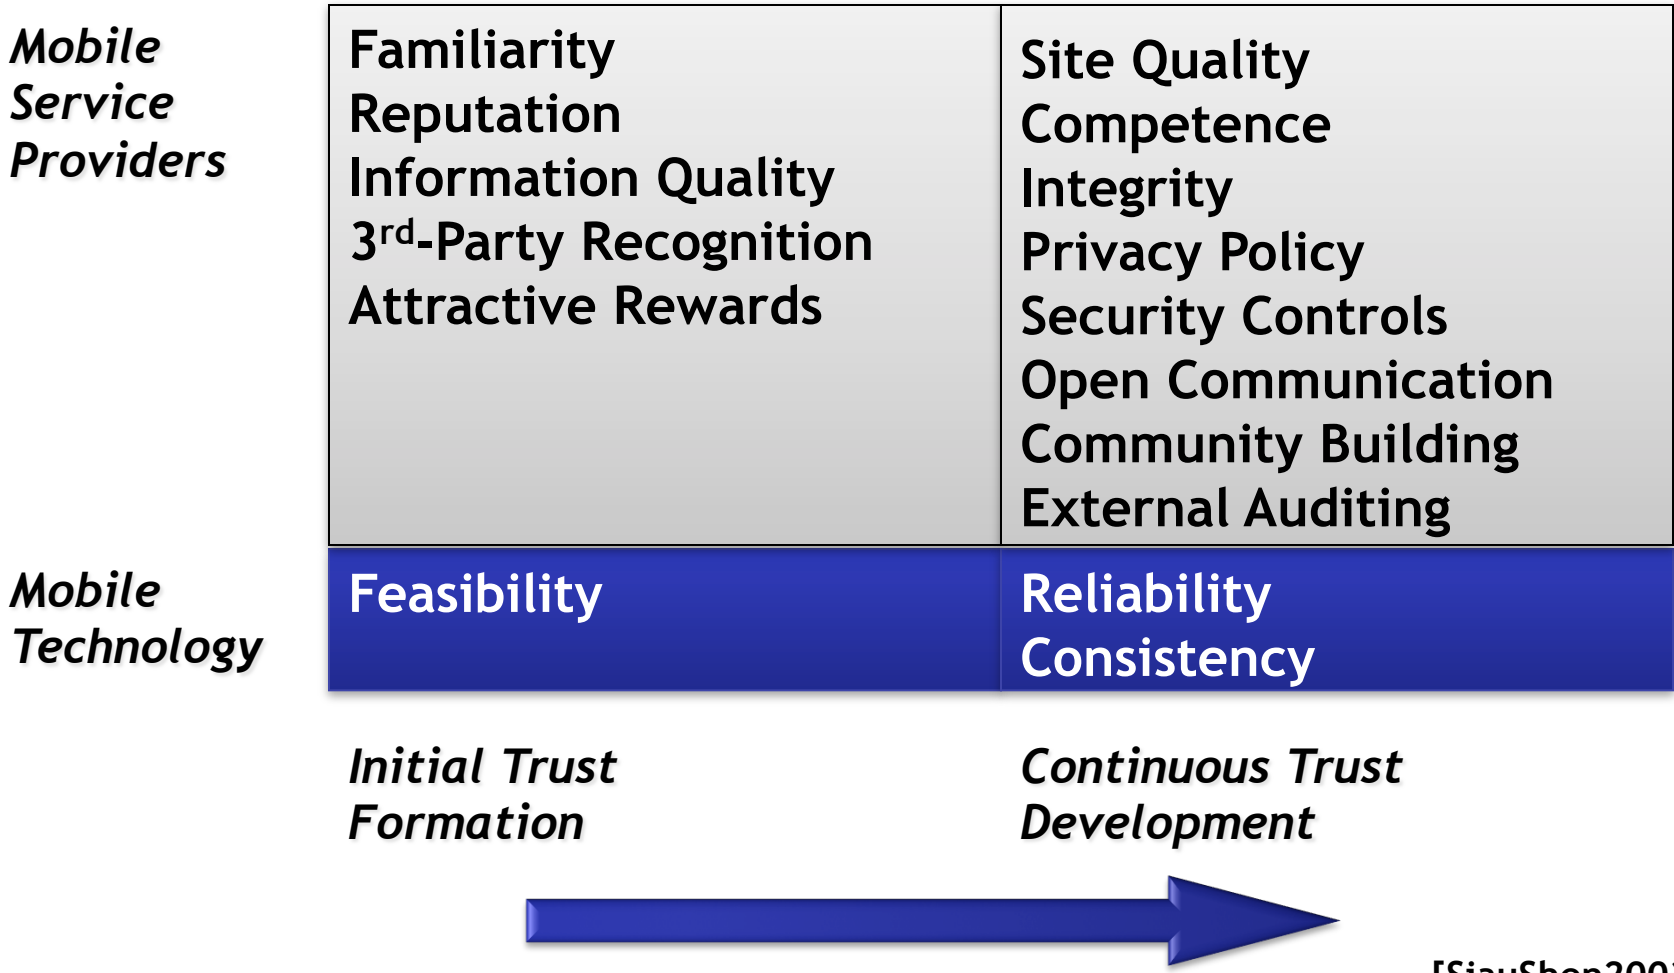 Mobile
Service
Providers
Familiarity
Reputation
Information Quality
3rd-Party Recognition
Attractive Rewards
Site Quality
Competence
Integrity
Privacy Policy
Security Controls
Open Communication
Community Building
External Auditing
Mobile
Technology
Feasibility
Reliability
Consistency
Initial Trust
Formation
Continuous Trust
Development